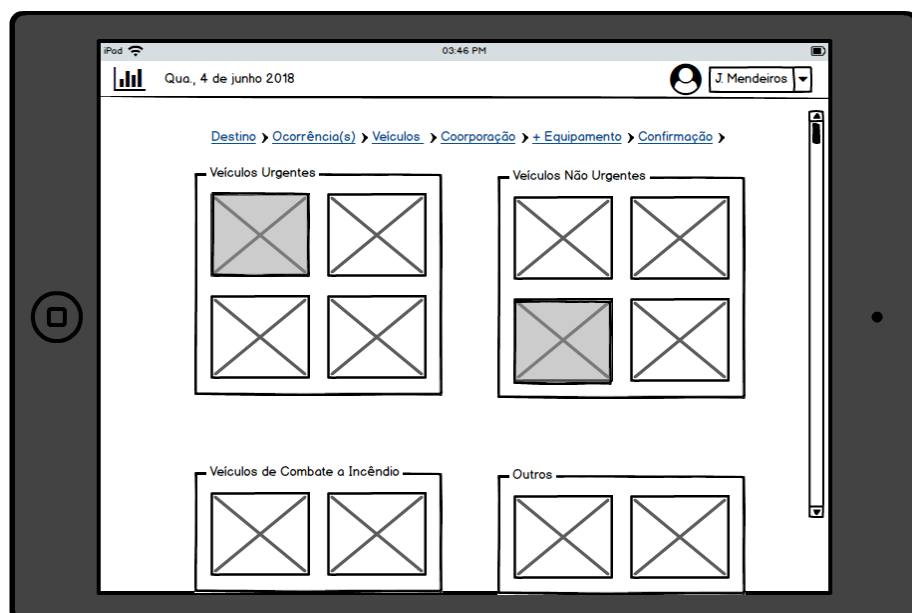 iPad 03:46 PM
Qua., 4 de junho 2018 J. Mendeiros
Destino Ocorrência(s) Veículos Coorporação + Equipamento Confirmação
Veículos Urgentes Veículos Não Urgentes
Veículos de Combate a Incêndio Outros